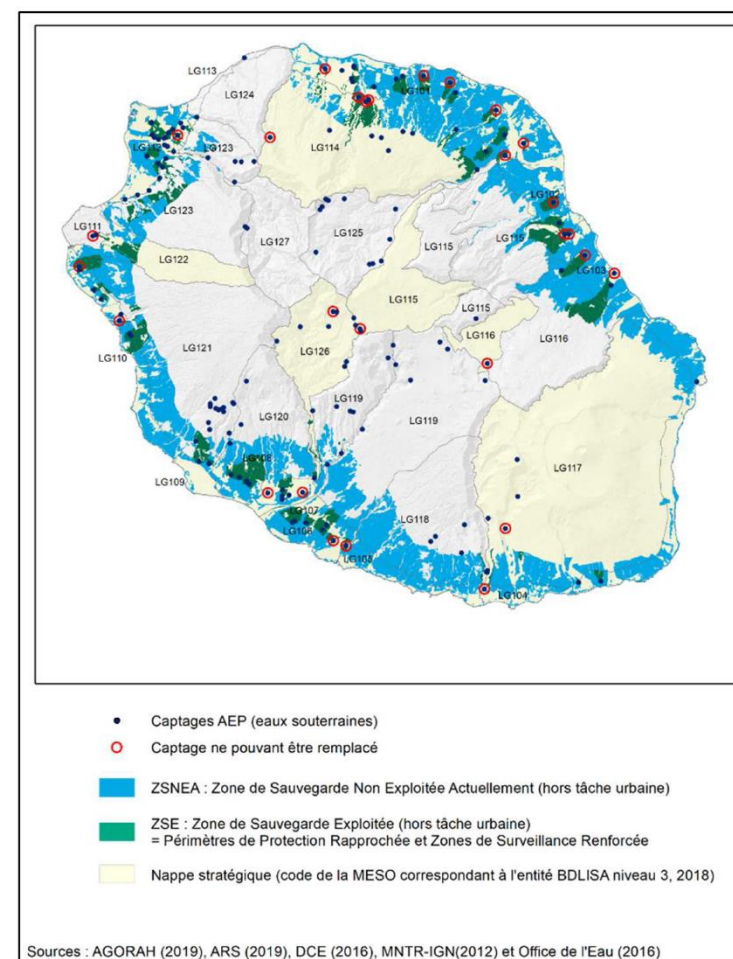 LG113
LG124
LG101
LG112
LG123
LG114
LG123
LG102
LG111
LG127
LG125
LG115
LG115
LG122
LG103
LG115
LG115
LG116
LG116
LG110
LG121
LG126
LG119
LG120
LG119
LG117
LG108
LG109
LG107
LG106
LG118
LG105
LG104
Captages AEP (eaux souterraines)
Captage ne pouvant être remplacé
ZSNEA : Zone de Sauvegarde Non Exploitée Actuellement (hors tâche urbaine)
ZSE : Zone de Sauvegarde Exploitée (hors tâche urbaine)
= Périmètres de Protection Rapprochée et Zones de Surveillance Renforcée
Nappe stratégique (code de la MESO correspondant à l'entité BDLISA niveau 3, 2018)
Sources : AGORAH (2019), ARS (2019), DCE (2016), MNTR-IGN(2012) et Office de l'Eau (2016)